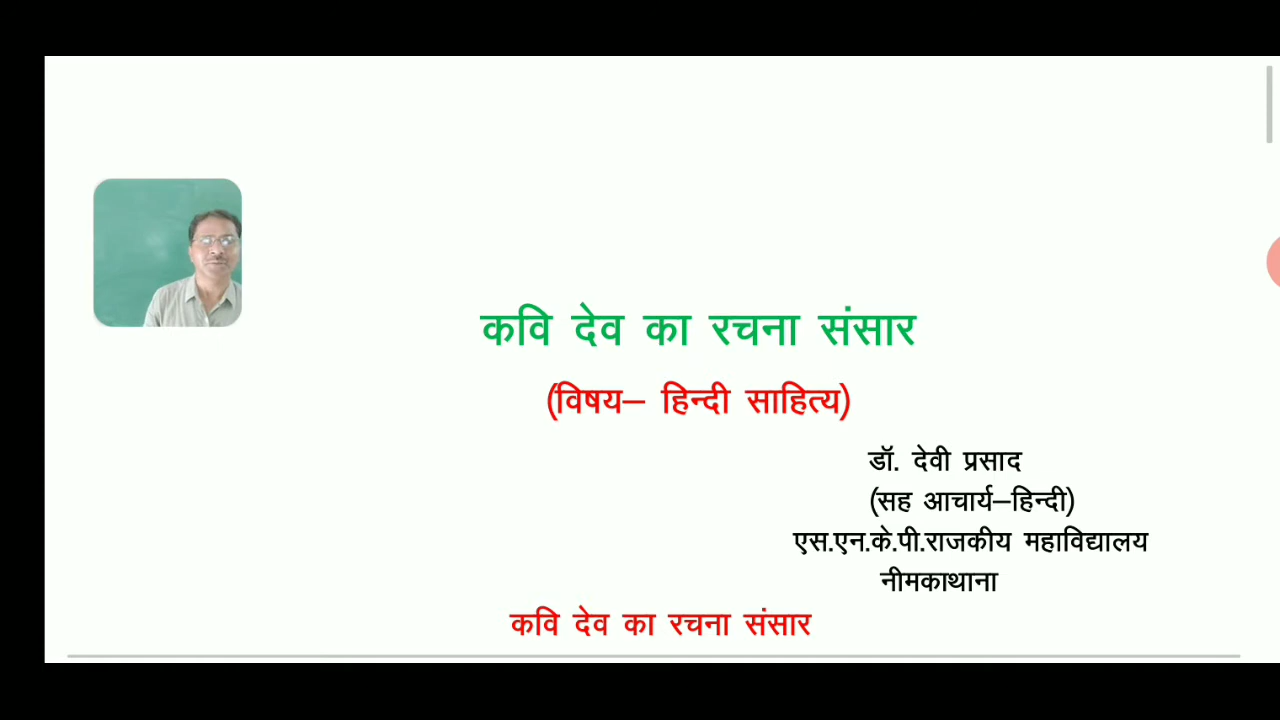 कवि देव का रचना संसार
(विषय– हिन्दी साहित्य)
डॉ. देवी प्रसाद
(सह आचार्य–हिन्दी)
एस.एन.के.पी.राजकीय महाविद्यालय
नीमकाथाना
कवि देव का रचना संसार